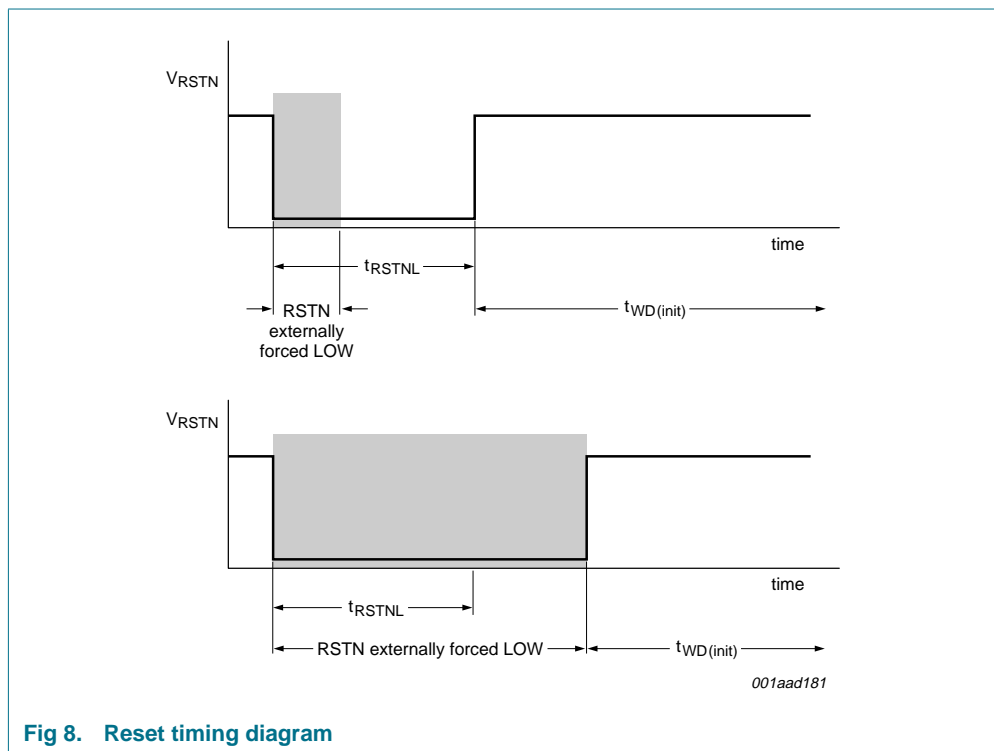 VRSTN
time
tRSTNL
RSTN
externally
forced LOW
tWD(init)
VRSTN
time
tRSTNL
RSTN externally forced LOW
tWD(init)
001aad181
Fig 8. Reset timing diagram